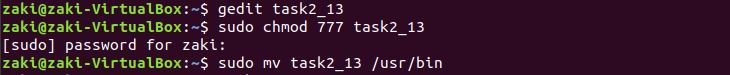 zaki@zaki-VirtualBox:~$ gedit task2_13
zaki@zaki-VirtualBox:~$ sudo chmod 777 task2_13
[sudo] password for zaki:
zaki@zaki-VirtualBox:~$ sudo mv task2_13 /usr/bin